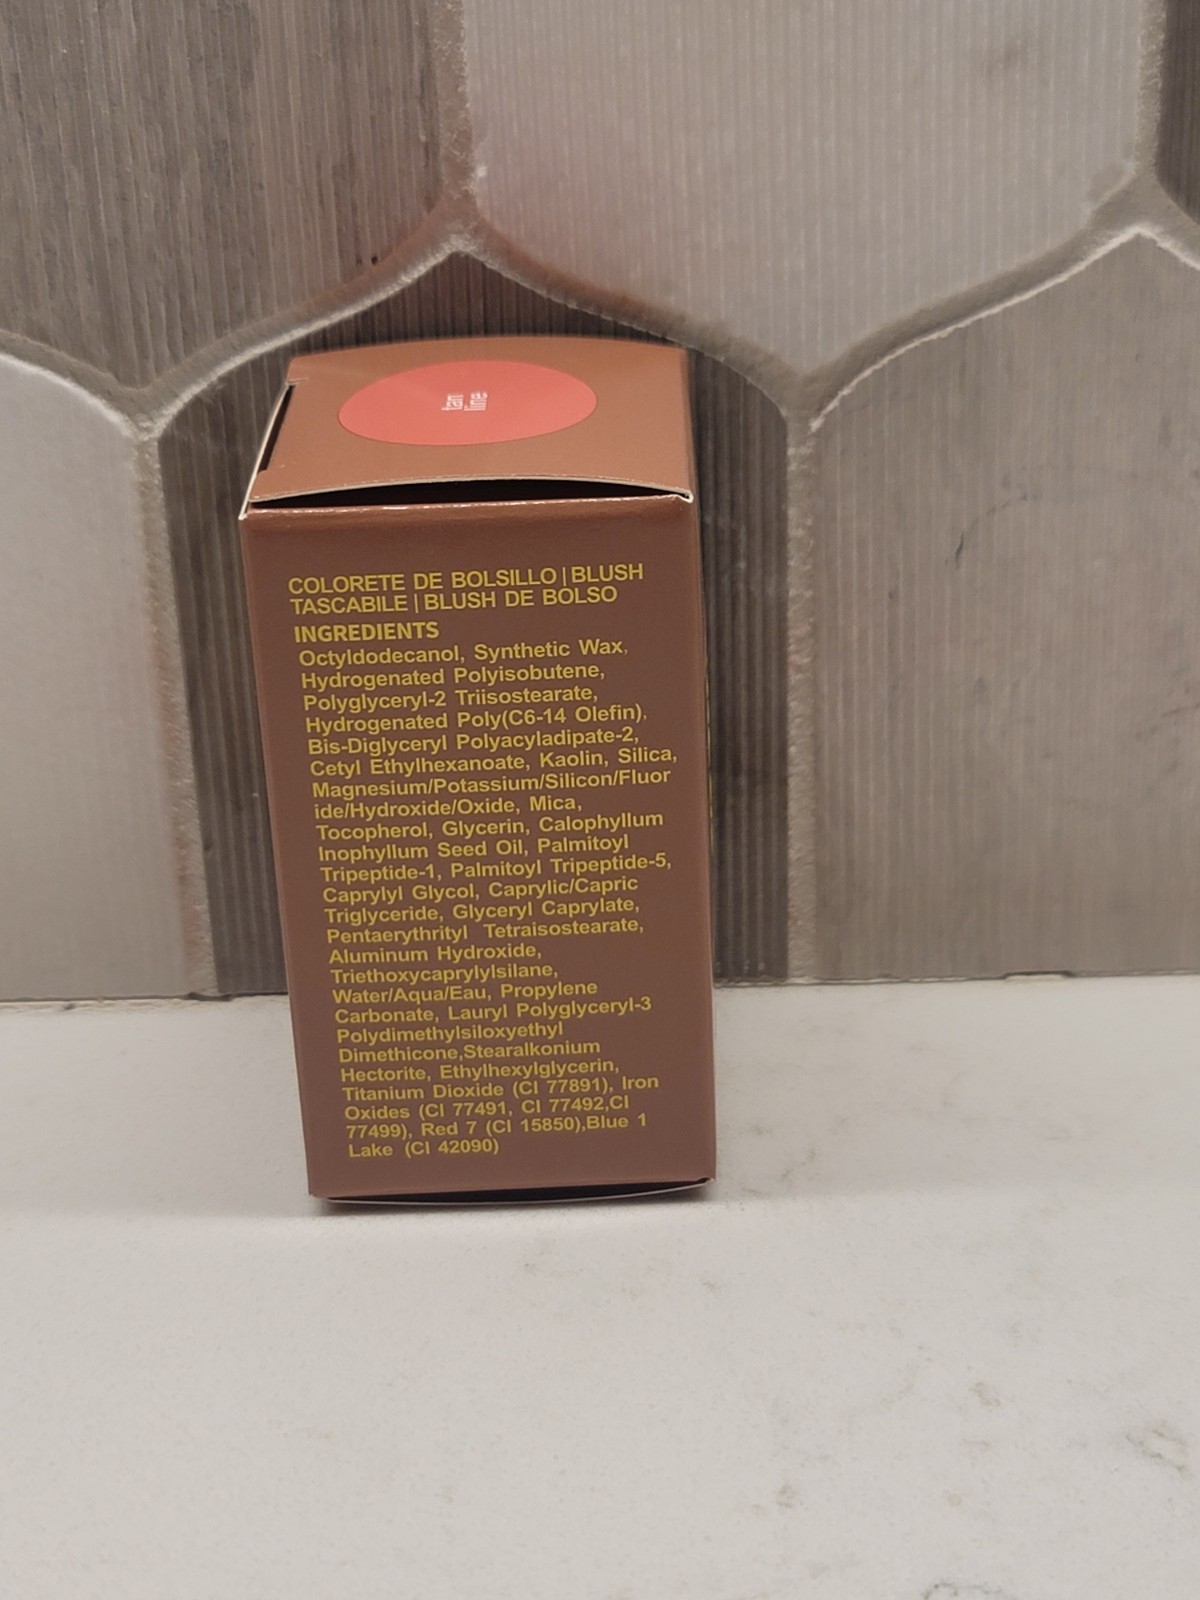 tan
line
COLORETE DE BOLSILLO | BLUSH
TASCABILE | BLUSH DE BOLSO
INGREDIENTS
Octyldodecanol, Synthetic Wax,
Hydrogenated Polyisobutene,
Polyglyceryl-2 Triisostearate,
Hydrogenated Poly(C6-14 Olefin),
Bis-Diglyceryl Polyacyladipate-2,
Cetyl Ethylhexanoate, Kaolin, Silica,
Magnesium/Potassium/Silicon/Fluor
ide/Hydroxide/Oxide, Mica,
Tocopherol, Glycerin, Calophyllum
Inophyllum Seed Oil, Palmitoyl
Tripeptide-1, Palmitoyl Tripeptide-5,
Caprylyl Glycol, Caprylic/Capric
Triglyceride, Glyceryl Caprylate,
Pentaerythrityl Tetraisostearate,
Aluminum Hydroxide,
Triethoxycaprylylsilane,
Water/Aqua/Eau, Propylene
Carbonate, Lauryl Polyglyceryl-3
Polydimethylsiloxyethyl
Dimethicone,Stearalkonium
Hectorite, Ethylhexylglycerin,
Titanium Dioxide (CI 77891), Iron
Oxides (CI 77491, CI 77492,CI
77499), Red 7 (CI 15850),Blue 1
Lake (CI 42090)